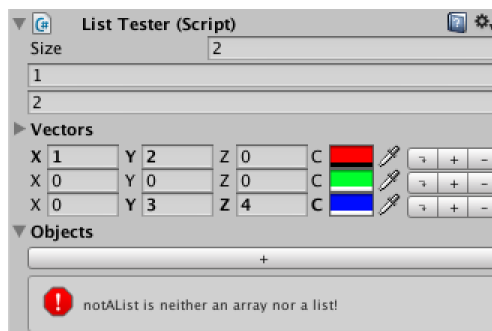 List Tester (Script)
Size 2
1
2
Vectors
X 1 Y 2 Z 0 C + -
X 0 Y 0 Z 0 C + -
X 0 Y 3 Z 4 C + -
Objects
+
notAList is neither an array nor a list!